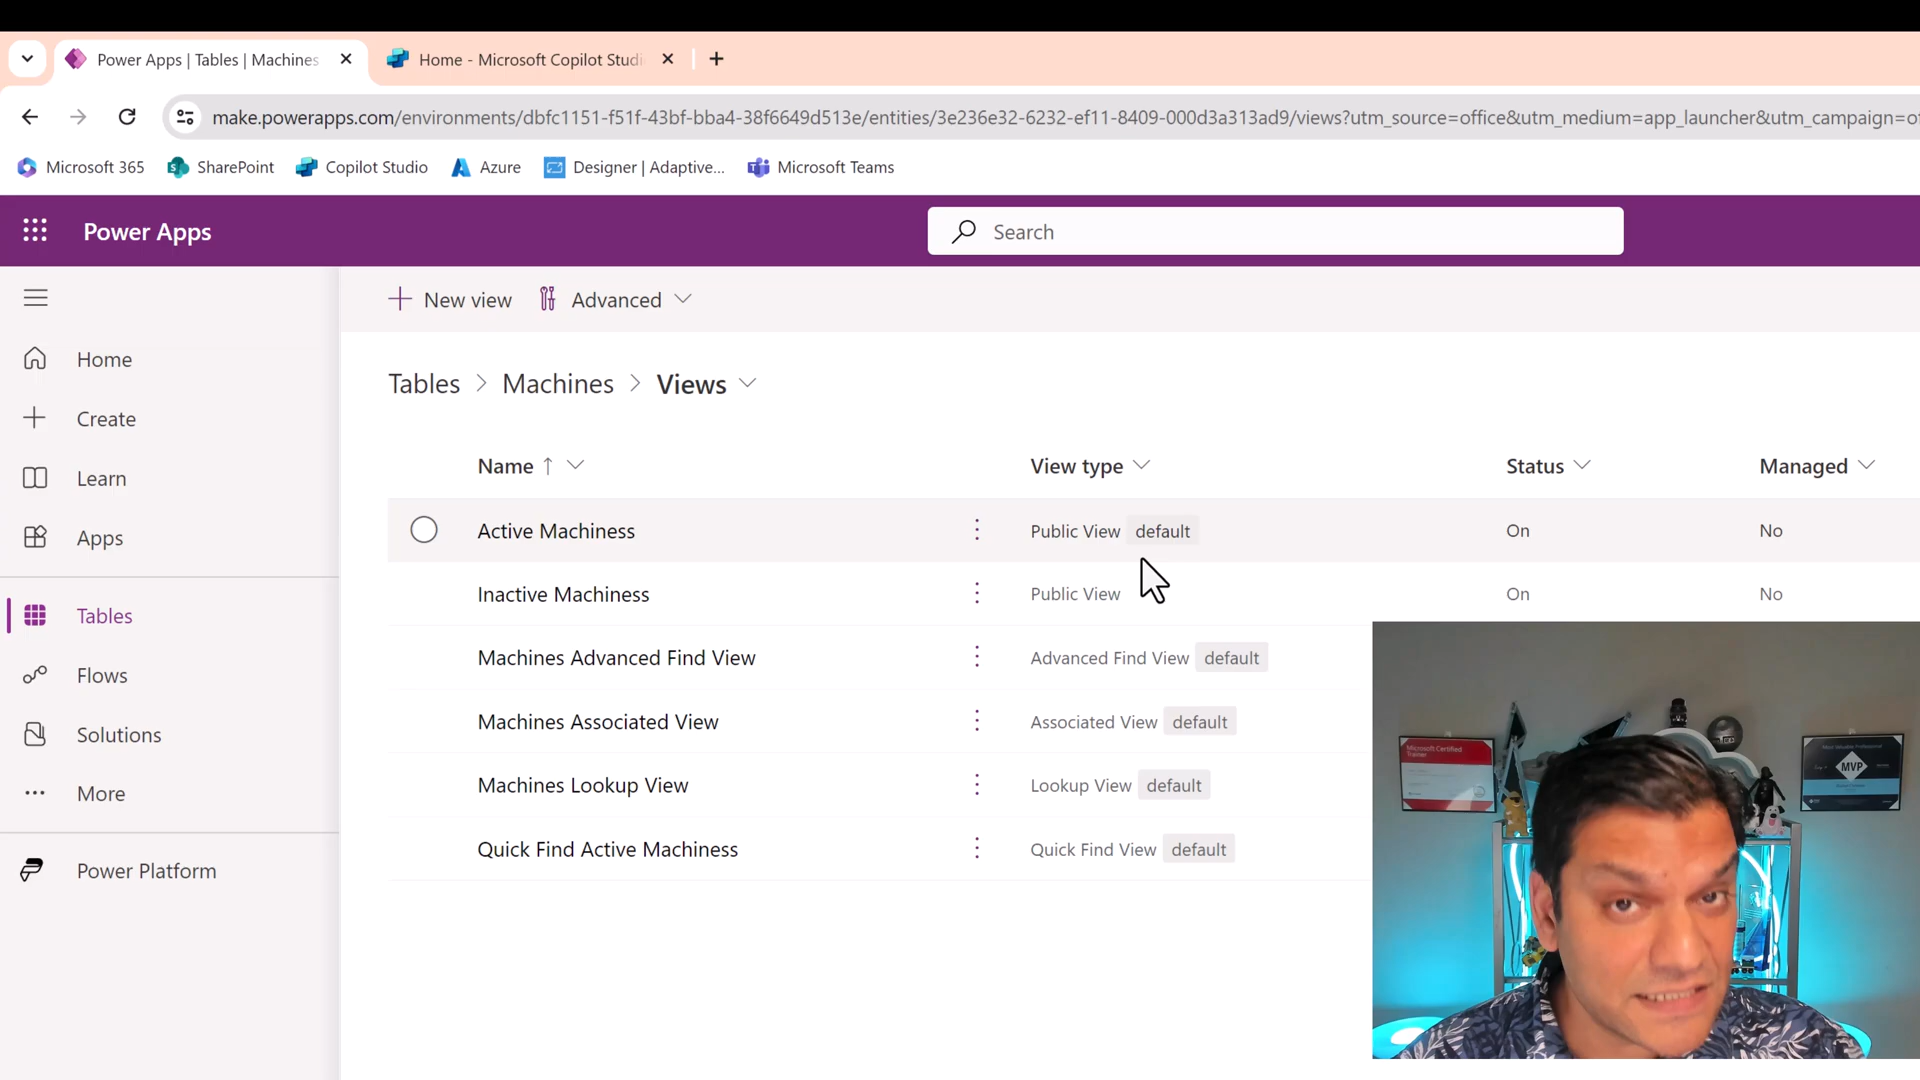 Power Apps | Tables | Machines
Home - Microsoft Copilot Studi
make.powerapps.com/environments/dbfc1151-f51f-43bf-bba4-38f6649d513e/entities/3e236e32-6232-ef11-8409-000d3a313ad9/views?utm_source=office&utm_medium=app_launcher&utm_campaign=o
Microsoft 365 SharePoint Copilot Studio Azure Designer | Adaptive... Microsoft Teams
Power Apps
Search
New view
Advanced
Home
Create
Learn
Apps
Tables
Flows
Solutions
More
Power Platform
Tables > Machines > Views
Name View type Status Managed
Active Machiness Public View default On No
Inactive Machiness Public View On No
Machines Advanced Find View Advanced Find View default
Machines Associated View Associated View default
Machines Lookup View Lookup View default
Quick Find Active Machiness Quick Find View default
Microsoft Certified
Trainer
MVP